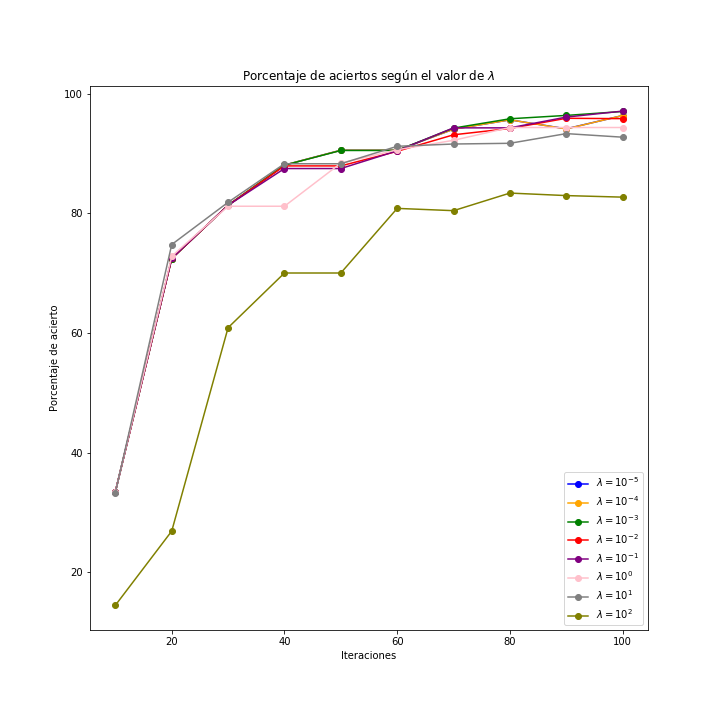 Porcentaje de aciertos según el valor de λ
100
80
60
40
20
Porcentaje de acierto
20 40 60 80 100
Iteraciones
λ = 10⁻⁵
λ = 10⁻⁴
λ = 10⁻³
λ = 10⁻²
λ = 10⁻¹
λ = 10⁰
λ = 10¹
λ = 10²